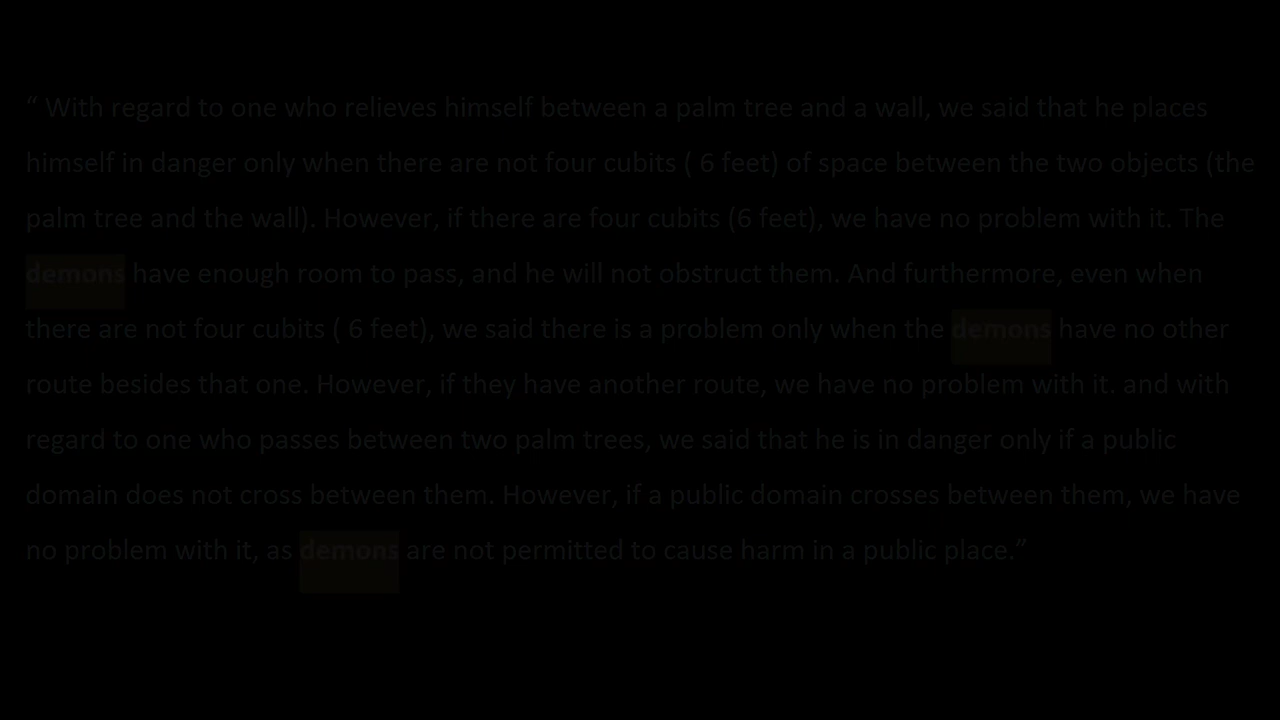 “ With regard to one who relieves himself between a palm tree and a wall, we said that he places
himself in danger only when there are not four cubits ( 6 feet) of space between the two objects (the
palm tree and the wall). However, if there are four cubits (6 feet), we have no problem with it. The
demons have enough room to pass, and he will not obstruct them. And furthermore, even when
there are not four cubits ( 6 feet), we said there is a problem only when the demons have no other
route besides that one. However, if they have another route, we have no problem with it. and with
regard to one who passes between two palm trees, we said that he is in danger only if a public
domain does not cross between them. However, if a public domain crosses between them, we have
no problem with it, as demons are not permitted to cause harm in a public place.”